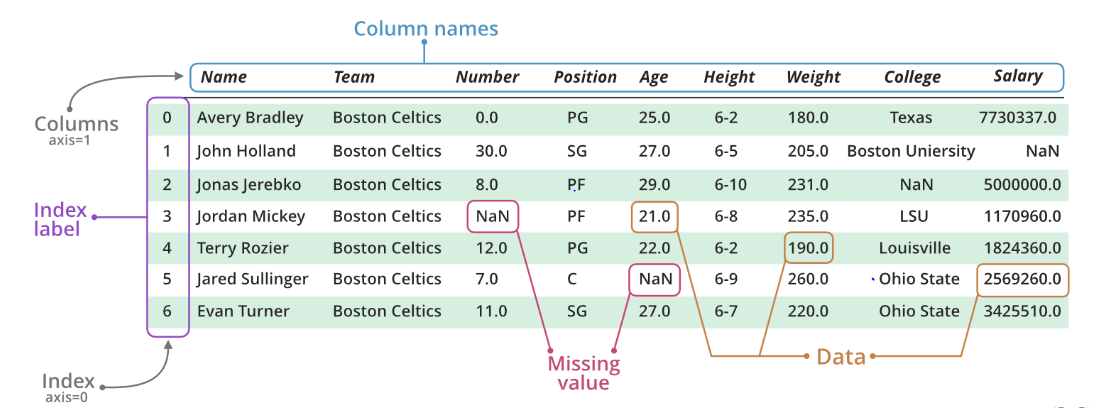 Column names
Name Team Number Position Age Height Weight College Salary
Columns
axis=1
0 Avery Bradley Boston Celtics 0.0 PG 25.0 6-2 180.0 Texas 7730337.0
1 John Holland Boston Celtics 30.0 SG 27.0 6-5 205.0 Boston Uniersity NaN
2 Jonas Jerebko Boston Celtics 8.0 PF 29.0 6-10 231.0 NaN 5000000.0
3 Jordan Mickey Boston Celtics NaN PF 21.0 6-8 235.0 LSU 1170960.0
4 Terry Rozier Boston Celtics 12.0 PG 22.0 6-2 190.0 Louisville 1824360.0
5 Jared Sullinger Boston Celtics 7.0 C NaN 6-9 260.0 Ohio State 2569260.0
6 Evan Turner Boston Celtics 11.0 SG 27.0 6-7 220.0 Ohio State 3425510.0
Index
label
Missing
value
Data
Index
axis=0